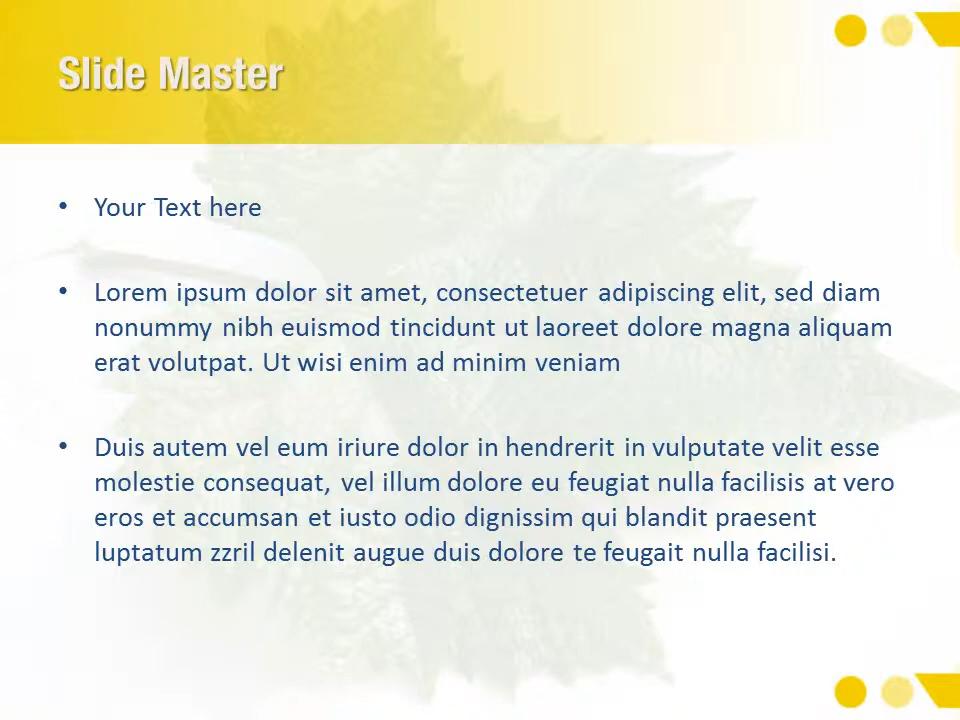 Slide Master
• Your Text here
• Lorem ipsum dolor sit amet, consectetuer adipiscing elit, sed diam
nonummy nibh euismod tincidunt ut laoreet dolore magna aliquam
erat volutpat. Ut wisi enim ad minim veniam
• Duis autem vel eum iriure dolor in hendrerit in vulputate velit esse
molestie consequat, vel illum dolore eu feugiat nulla facilisis at vero
eros et accumsan et iusto odio dignissim qui blandit praesent
luptatum zzril delenit augue duis dolore te feugait nulla facilisi.